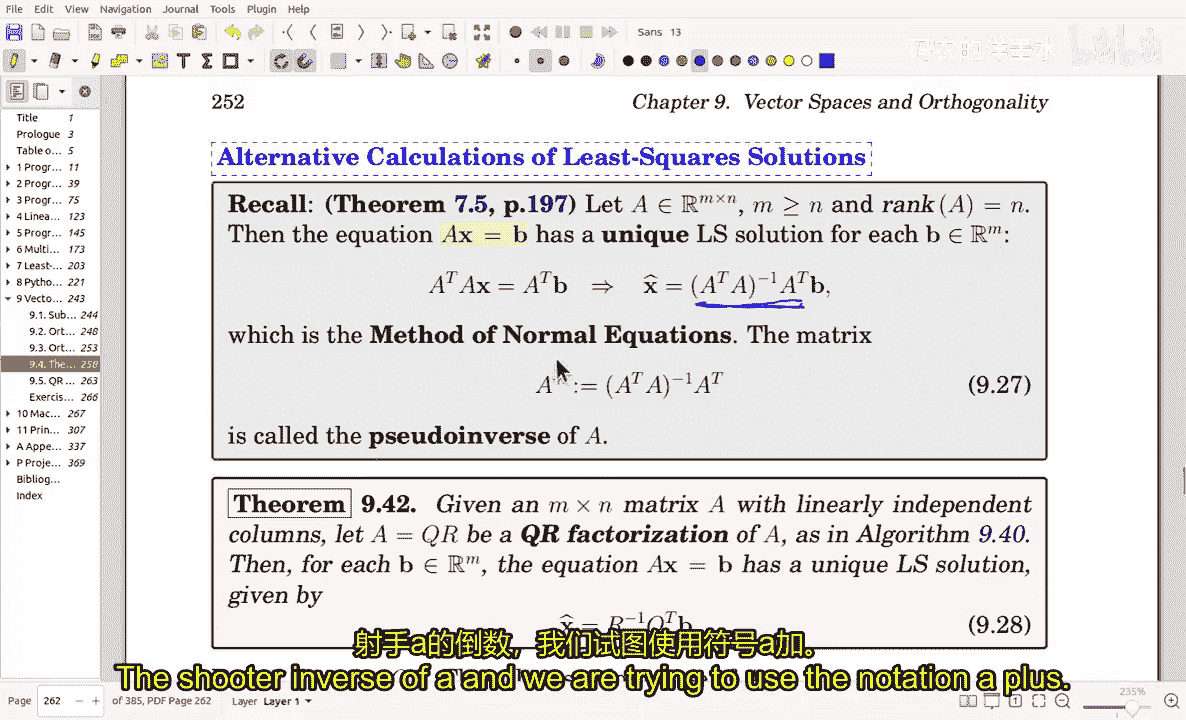 File Edit View Navigation Journal Tools Plugin Help
Sans 13
Title 1
Prologue 3
Table o... 5
1 Progr... 11
2 Progr... 39
3 Progr... 75
4 Linea... 123
5 Progr... 145
6 Multi... 173
7 Least-... 203
8 Pytho... 221
9 Vecto... 243
9.1. Sub... 244
9.2. Ort... 248
9.3. Ort... 253
9.4. The... 258
9.5. QR ... 263
Exercis... 266
10 Mac... 267
11 Prin... 307
A Appe... 337
P Proje... 369
Bibliog...
Index
252 Chapter 9. Vector Spaces and Orthogonality
Alternative Calculations of Least-Squares Solutions
Recall: (Theorem 7.5, p.197) Let A ∈ ℝ^{m×n}, m ≥ n and rank(A) = n.
Then the equation Ax = b has a unique LS solution for each b ∈ ℝ^m:
A^T Ax = A^T b ⇒ x̂ = (A^T A)^{-1} A^T b,
which is the Method of Normal Equations. The matrix
A := (A^T A)^{-1} A^T (9.27)
is called the pseudoinverse of A.
Theorem 9.42. Given an m × n matrix A with linearly independent
columns, let A = QR be a QR factorization of A, as in Algorithm 9.40.
Then, for each b ∈ ℝ^m, the equation Ax = b has a unique LS solution,
given by
x̂ = R^{-1} Q^T b (9.28)
射手a的倒数，我们试图使用符号a加。
The shooter inverse of a and we are trying to use the notation a plus.
Page 262 of 385, PDF Page 262 Layer Layer 1 235%